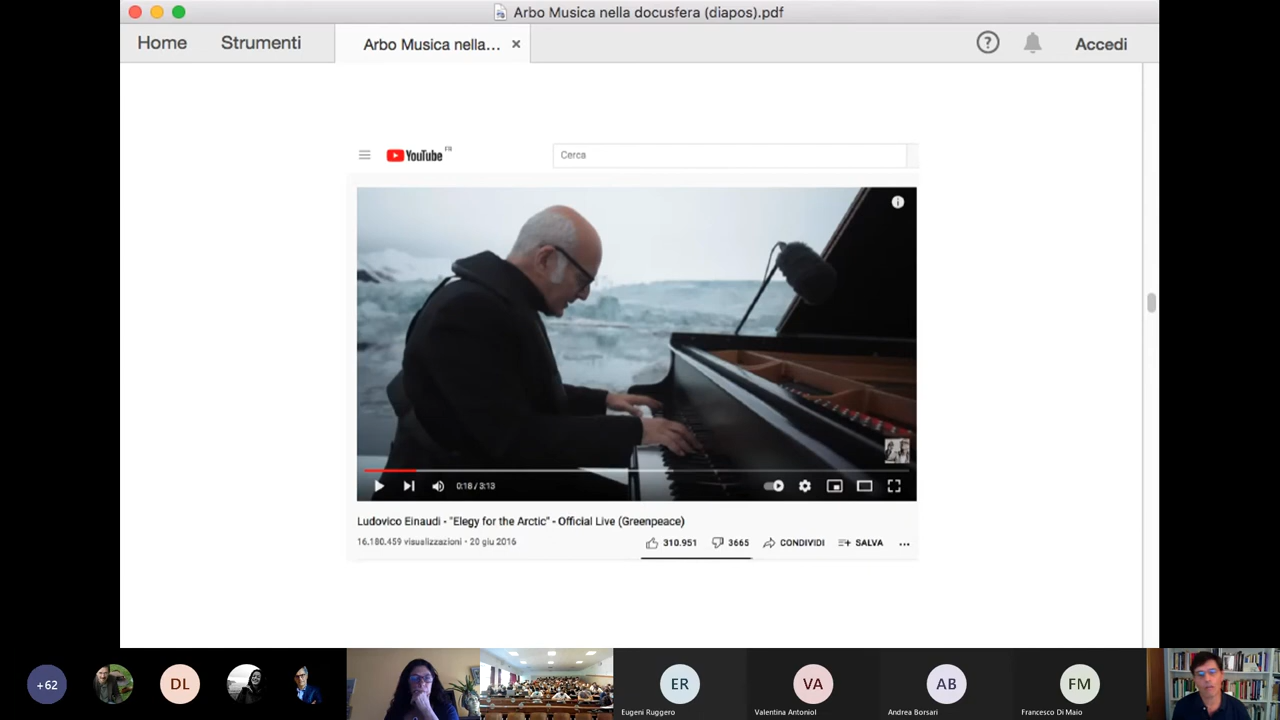 Arbo Musica nella docusfera (diapos).pdf
Home Strumenti Arbo Musica nella... × ? Accedi
YouTube FR Cerca
0:18 / 3:13
Ludovico Einaudi - "Elegy for the Arctic" - Official Live (Greenpeace)
16.180.459 visualizzazioni • 20 giu 2016 310.951 3665 CONDIVIDI SALVA ...
+62 DL ER VA AB FM
Eugeni Ruggero Valentina Antoniol Andrea Borsari Francesco Di Maio